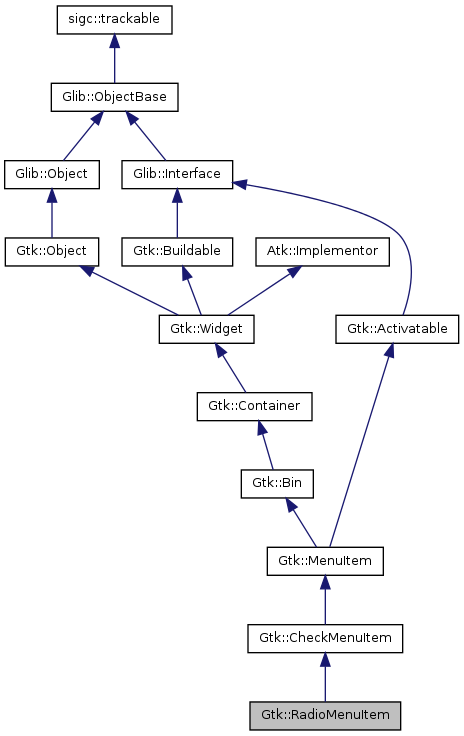 sigc::trackable
Glib::ObjectBase
Glib::Object
Glib::Interface
Gtk::Object
Gtk::Buildable
Atk::Implementor
Gtk::Widget
Gtk::Activatable
Gtk::Container
Gtk::Bin
Gtk::MenuItem
Gtk::CheckMenuItem
Gtk::RadioMenuItem